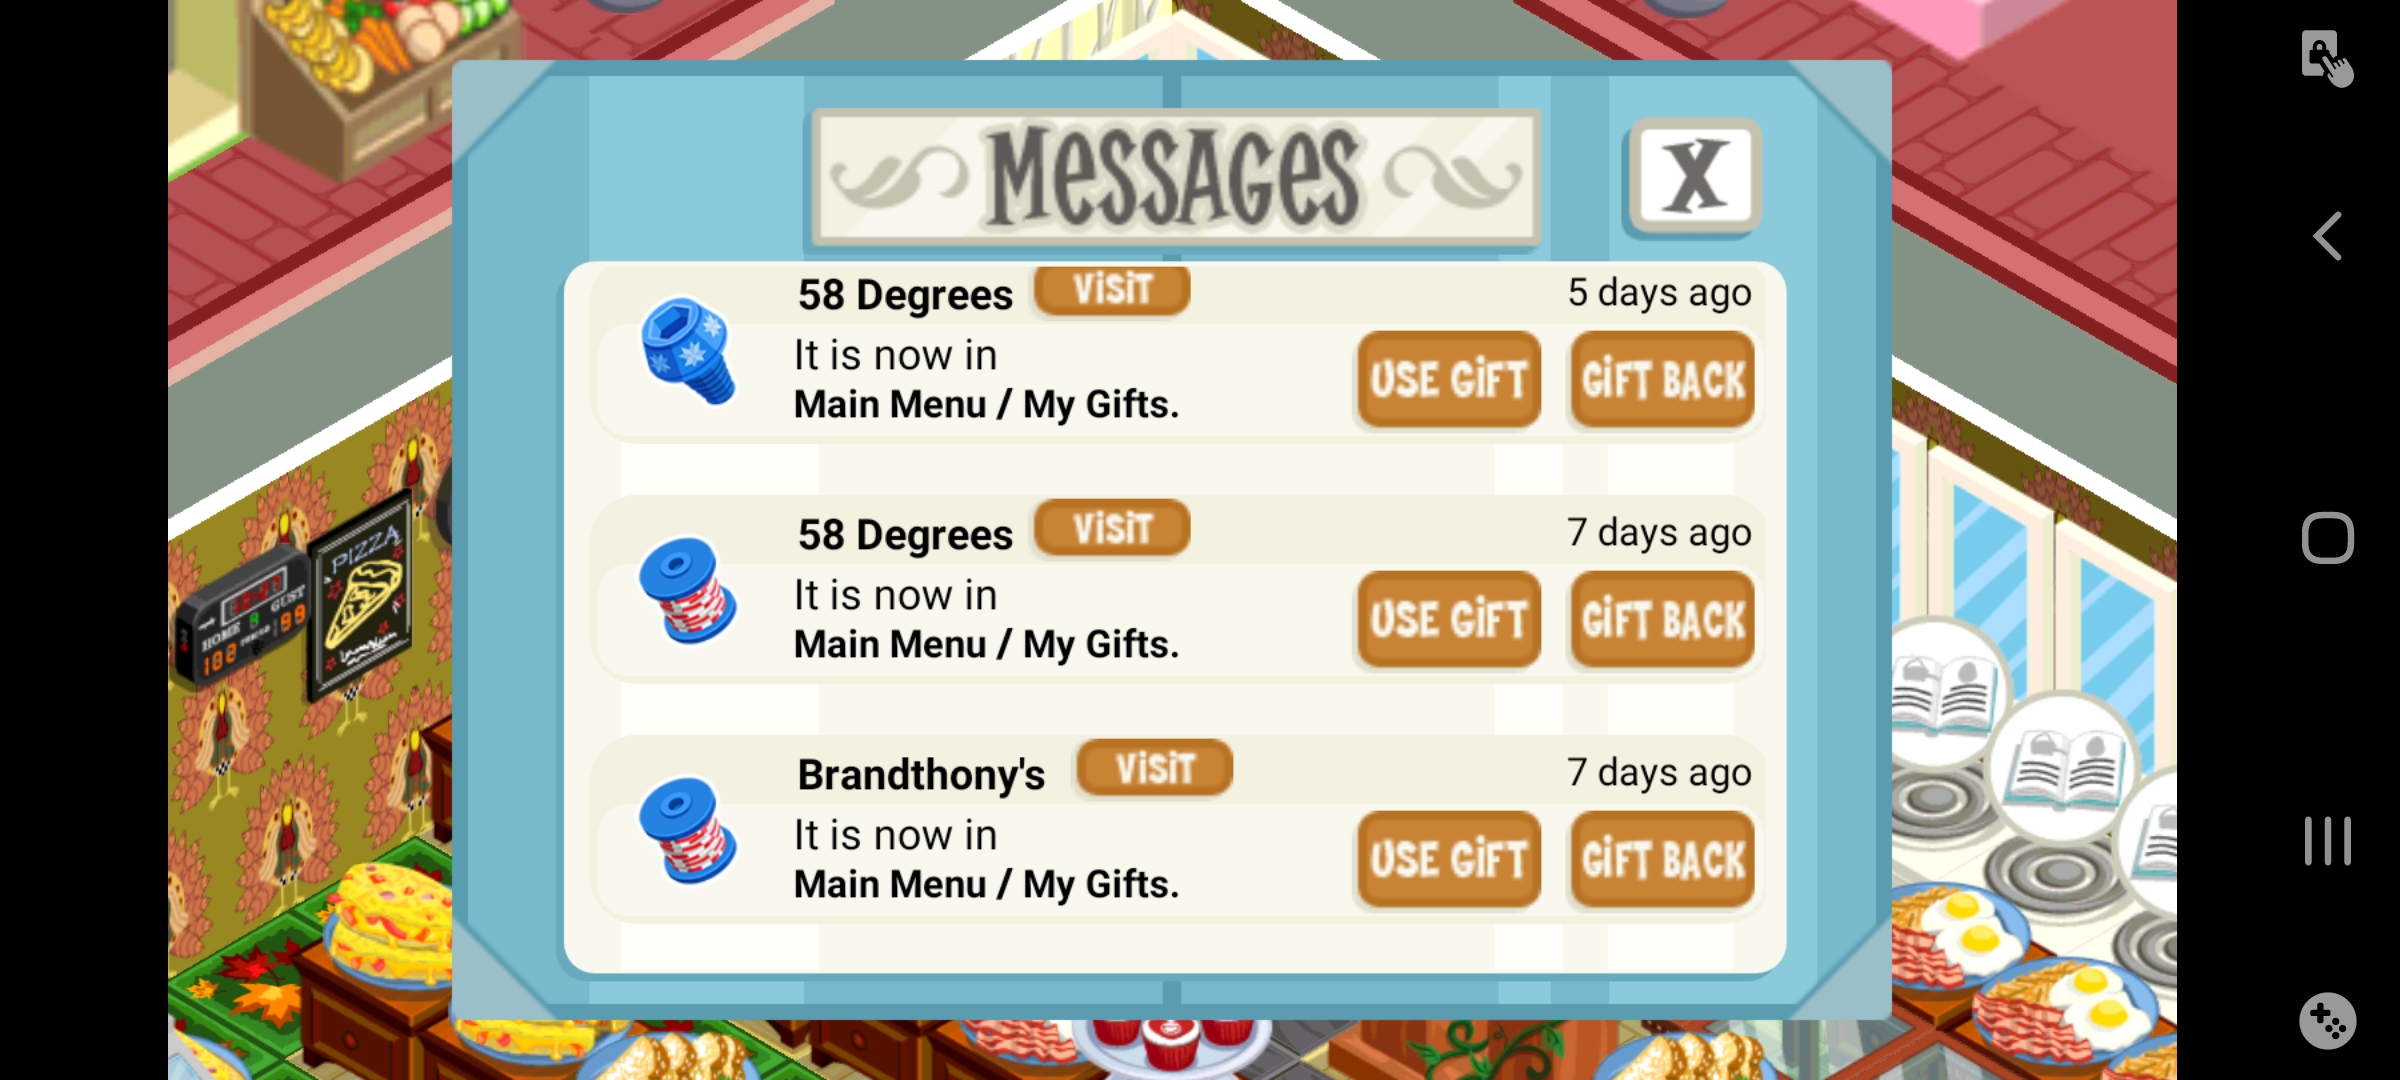 MeSSAGeS
X
58 Degrees ViSiT 5 days ago
It is now in
Main Menu / My Gifts.
USE GiFT GiFT BACK
58 Degrees ViSiT 7 days ago
It is now in
Main Menu / My Gifts.
USE GiFT GiFT BACK
Brandthony's ViSiT 7 days ago
It is now in
Main Menu / My Gifts.
USE GiFT GiFT BACK
PIZZA
HOME GUST
102 99